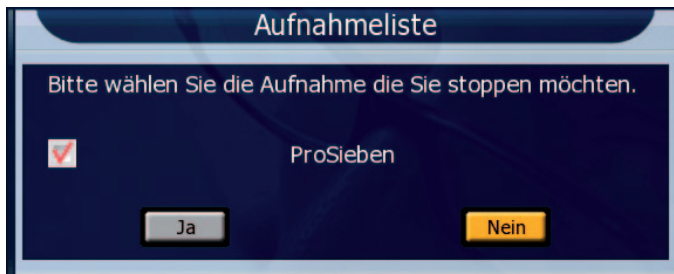 Aufnahmeliste
Bitte wählen Sie die Aufnahme die Sie stoppen möchten.
ProSieben
Ja Nein